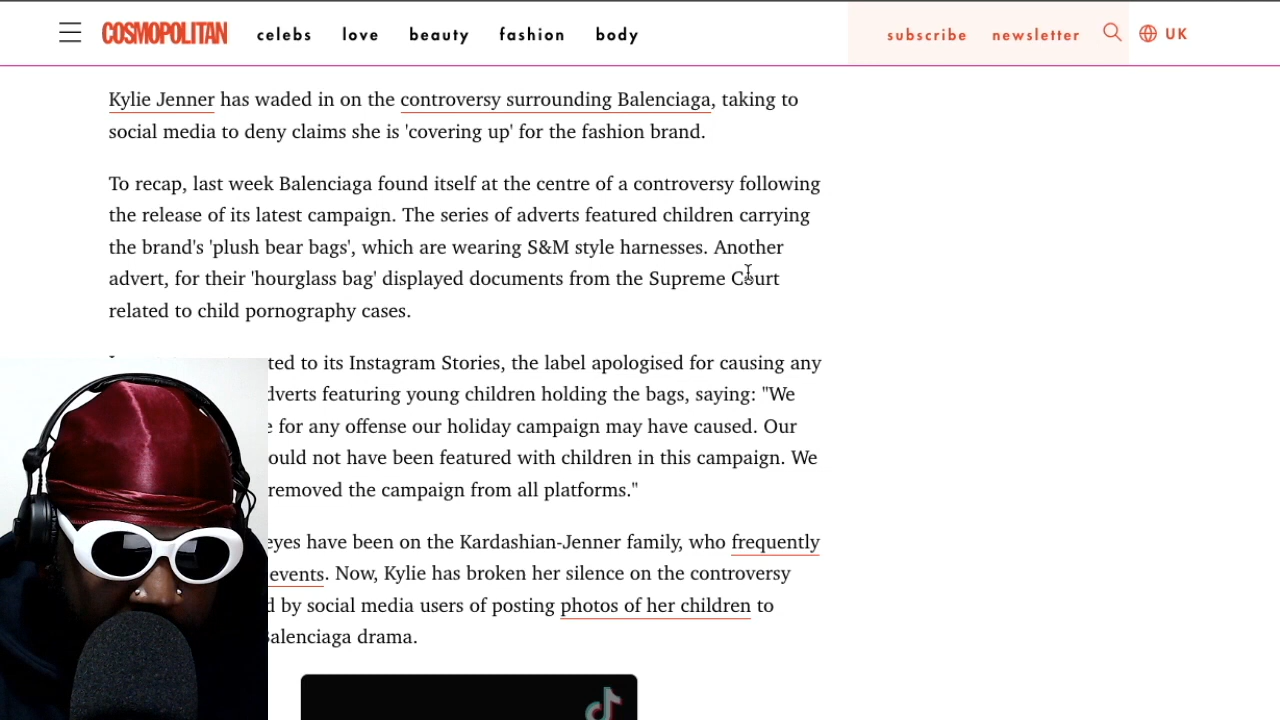 COSMOPOLITAN celebs love beauty fashion body subscribe newsletter UK
Kylie Jenner has waded in on the controversy surrounding Balenciaga, taking to
social media to deny claims she is 'covering up' for the fashion brand.
To recap, last week Balenciaga found itself at the centre of a controversy following
the release of its latest campaign. The series of adverts featured children carrying
the brand's 'plush bear bags', which are wearing S&M style harnesses. Another
advert, for their 'hourglass bag' displayed documents from the Supreme Court
related to child pornography cases.
to its Instagram Stories, the label apologised for causing any
featuring young children holding the bags, saying: "We
for any offense our holiday campaign may have caused. Our
not have been featured with children in this campaign. We
removed the campaign from all platforms."
eyes have been on the Kardashian-Jenner family, who frequently
events. Now, Kylie has broken her silence on the controversy
by social media users of posting photos of her children to
Balenciaga drama.